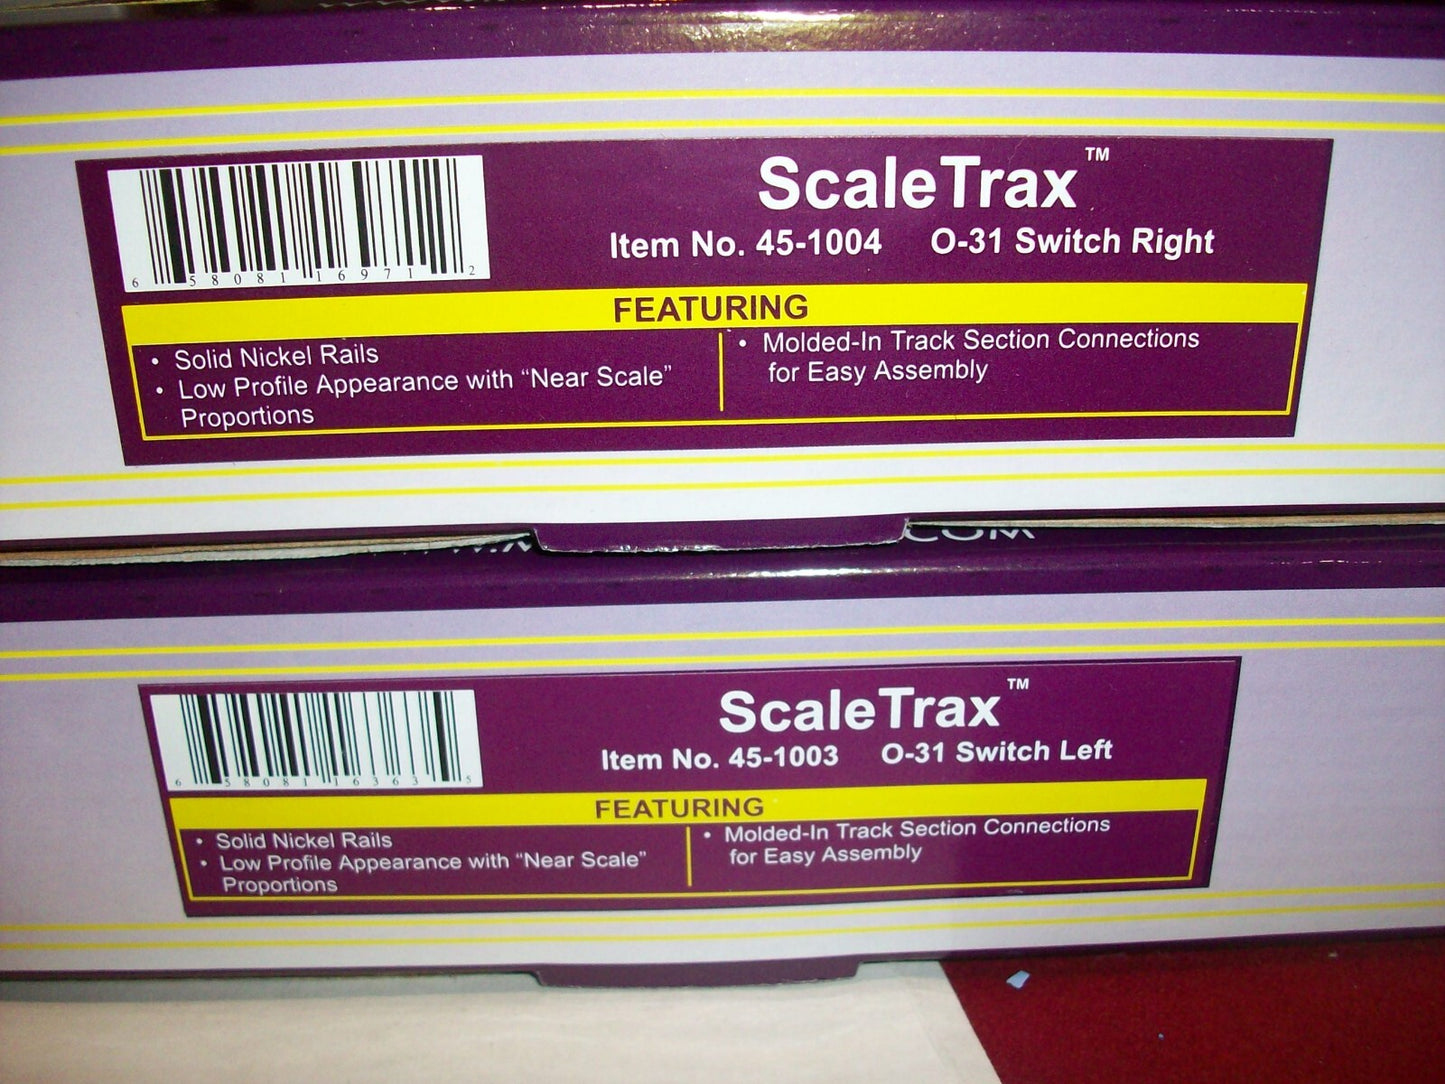 ScaleTrax™
Item No. 45-1004 O-31 Switch Right
6 58081 16971 2
FEATURING
• Solid Nickel Rails
• Low Profile Appearance with “Near Scale”
Proportions
• Molded-In Track Section Connections
for Easy Assembly
COM
ScaleTrax™
Item No. 45-1003 O-31 Switch Left
6 58081 16363 5
FEATURING
• Solid Nickel Rails
• Low Profile Appearance with “Near Scale”
Proportions
• Molded-In Track Section Connections
for Easy Assembly